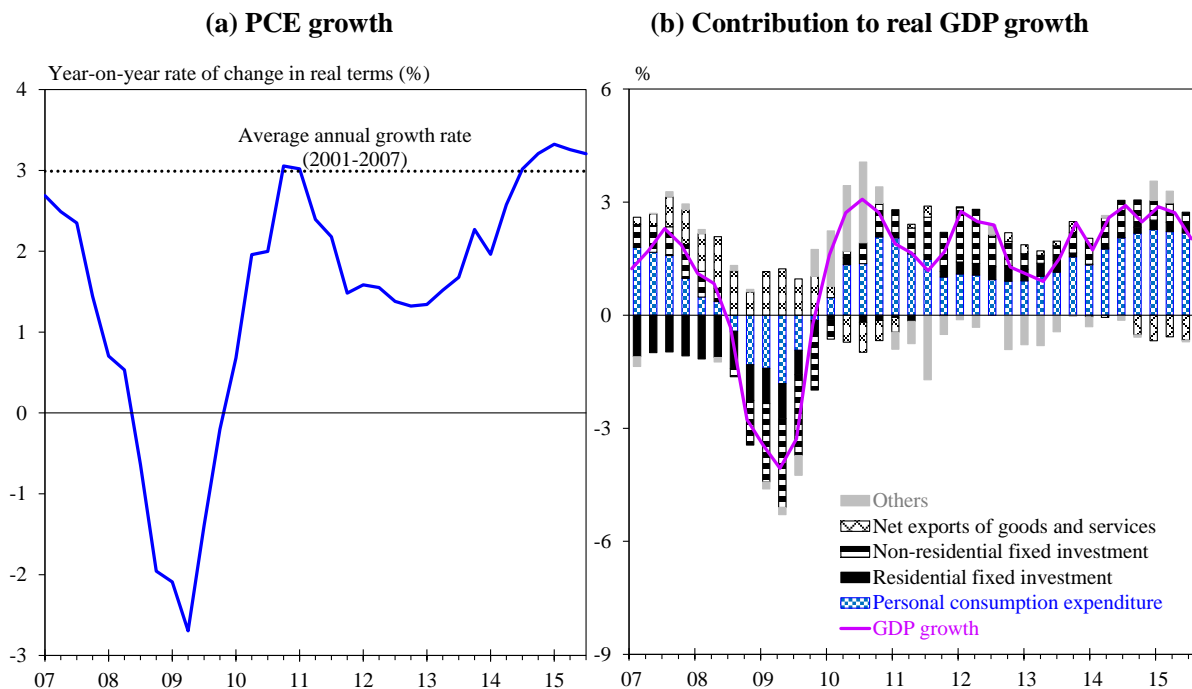 (a) PCE growth
Year-on-year rate of change in real terms (%)
4
3
2
1
0
-1
-2
-3
Average annual growth rate
(2001-2007)
07 08 09 10 11 12 13 14 15
(b) Contribution to real GDP growth
%
6
3
0
-3
-6
-9
Others
Net exports of goods and services
Non-residential fixed investment
Residential fixed investment
Personal consumption expenditure
GDP growth
07 08 09 10 11 12 13 14 15